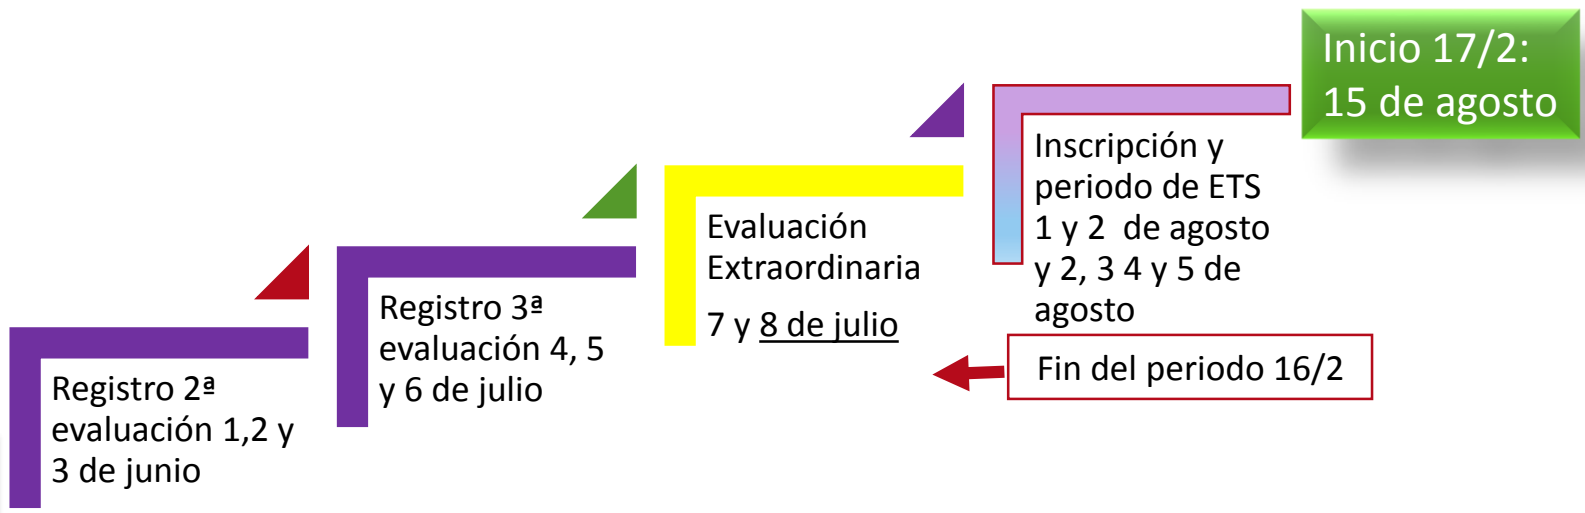 Registro 2ª
evaluación 1,2 y
3 de junio
Registro 3ª
evaluación 4, 5
y 6 de julio
Evaluación
Extraordinaria
7 y 8 de julio
Inscripción y
periodo de ETS
1 y 2  de agosto
y 2, 3 4 y 5 de
agosto
Fin del periodo 16/2
Inicio 17/2:
15 de agosto